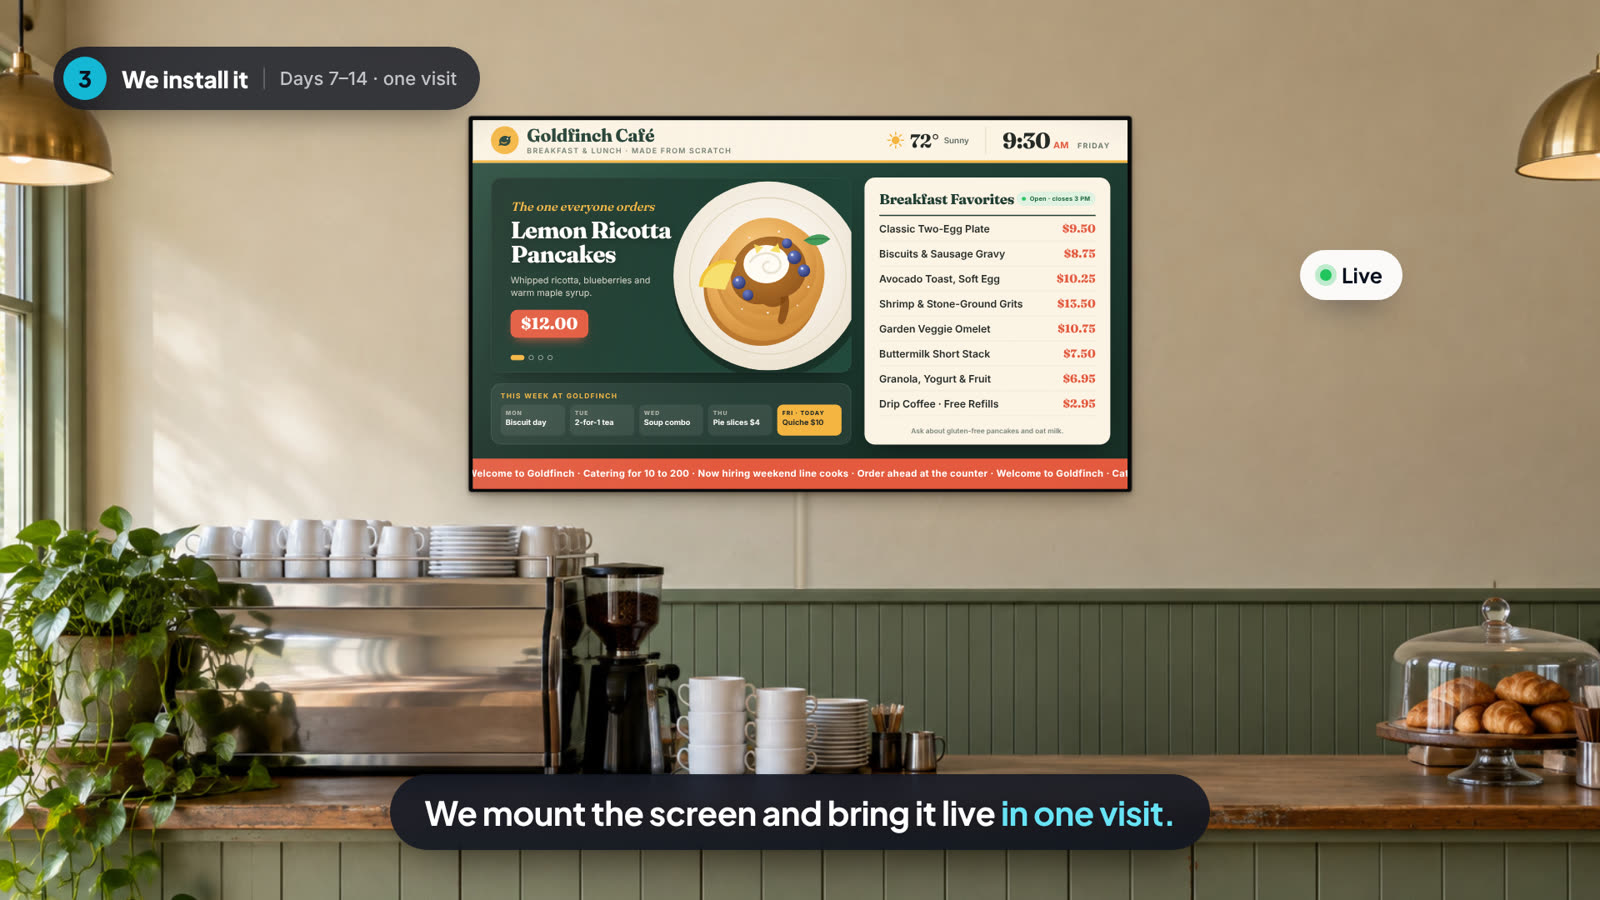 3 We install it | Days 7–14 · one visit
Goldfinch Café
BREAKFAST & LUNCH · MADE FROM SCRATCH
72° Sunny
9:30 AM FRIDAY
The one everyone orders
Lemon Ricotta
Pancakes
Whipped ricotta, blueberries and
warm maple syrup.
$12.00
THIS WEEK AT GOLDFINCH
MON
Biscuit day
TUE
2-for-1 tea
WED
Soup combo
THU
Pie slices $4
FRI · TODAY
Quiche $10
Breakfast Favorites
Open · closes 3 PM
Classic Two-Egg Plate $9.50
Biscuits & Sausage Gravy $8.75
Avocado Toast, Soft Egg $10.25
Shrimp & Stone-Ground Grits $13.50
Garden Veggie Omelet $10.75
Buttermilk Short Stack $7.50
Granola, Yogurt & Fruit $6.95
Drip Coffee · Free Refills $2.95
Ask about gluten-free pancakes and oat milk.
Welcome to Goldfinch · Catering for 10 to 200 · Now hiring weekend line cooks · Order ahead at the counter · Welcome to Goldfinch · Cat
Live
We mount the screen and bring it live in one visit.